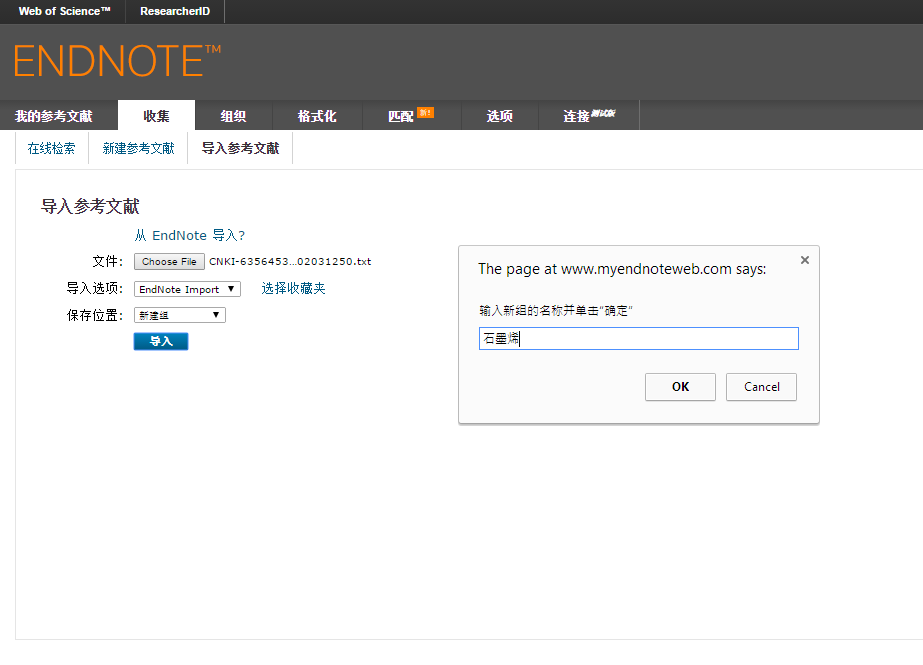 Web of Science™ ResearcherID
ENDNOTE™
我的参考文献 收集 组织 格式化 匹配 新! 选项 连接 测试版
在线检索 新建参考文献 导入参考文献
导入参考文献
从 EndNote 导入?
文件: Choose File CNKI-6356453...02031250.txt
导入选项: EndNote Import ▼ 选择收藏夹
保存位置: 新建组 ▼
导入
The page at www.myendnoteweb.com says: ×
输入新组的名称并单击"确定"
石墨烯
OK Cancel